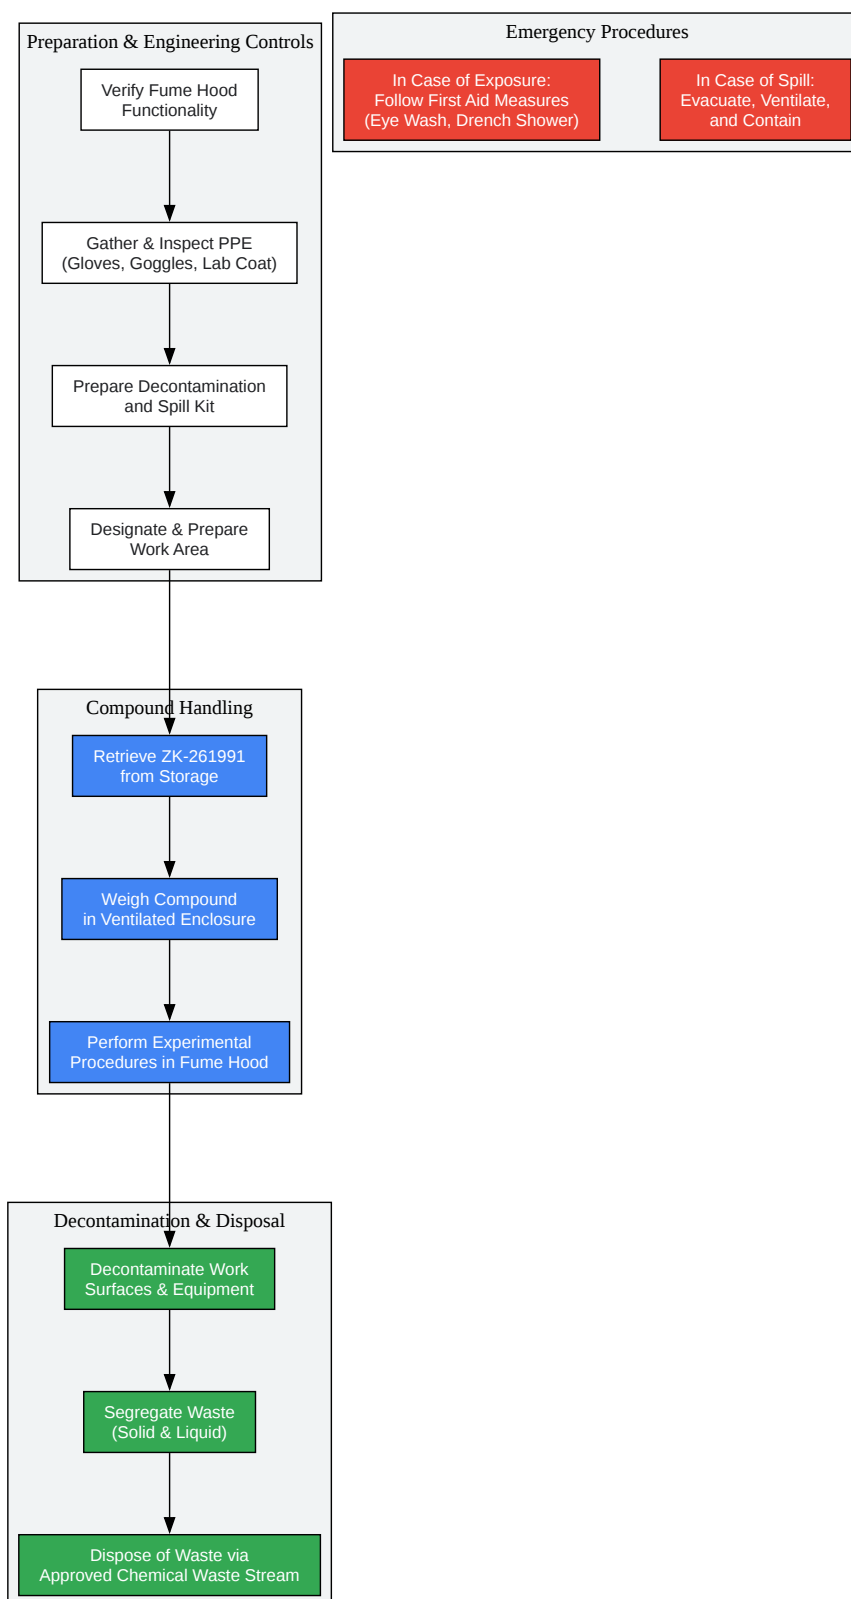 Preparation & Engineering Controls
Verify Fume Hood
Functionality
Gather & Inspect PPE
(Gloves, Goggles, Lab Coat)
Prepare Decontamination
and Spill Kit
Designate & Prepare
Work Area
Emergency Procedures
In Case of Exposure:
Follow First Aid Measures
(Eye Wash, Drench Shower)
In Case of Spill:
Evacuate, Ventilate,
and Contain
Compound Handling
Retrieve ZK-261991
from Storage
Weigh Compound
in Ventilated Enclosure
Perform Experimental
Procedures in Fume Hood
Decontamination & Disposal
Decontaminate Work
Surfaces & Equipment
Segregate Waste
(Solid & Liquid)
Dispose of Waste via
Approved Chemical Waste Stream